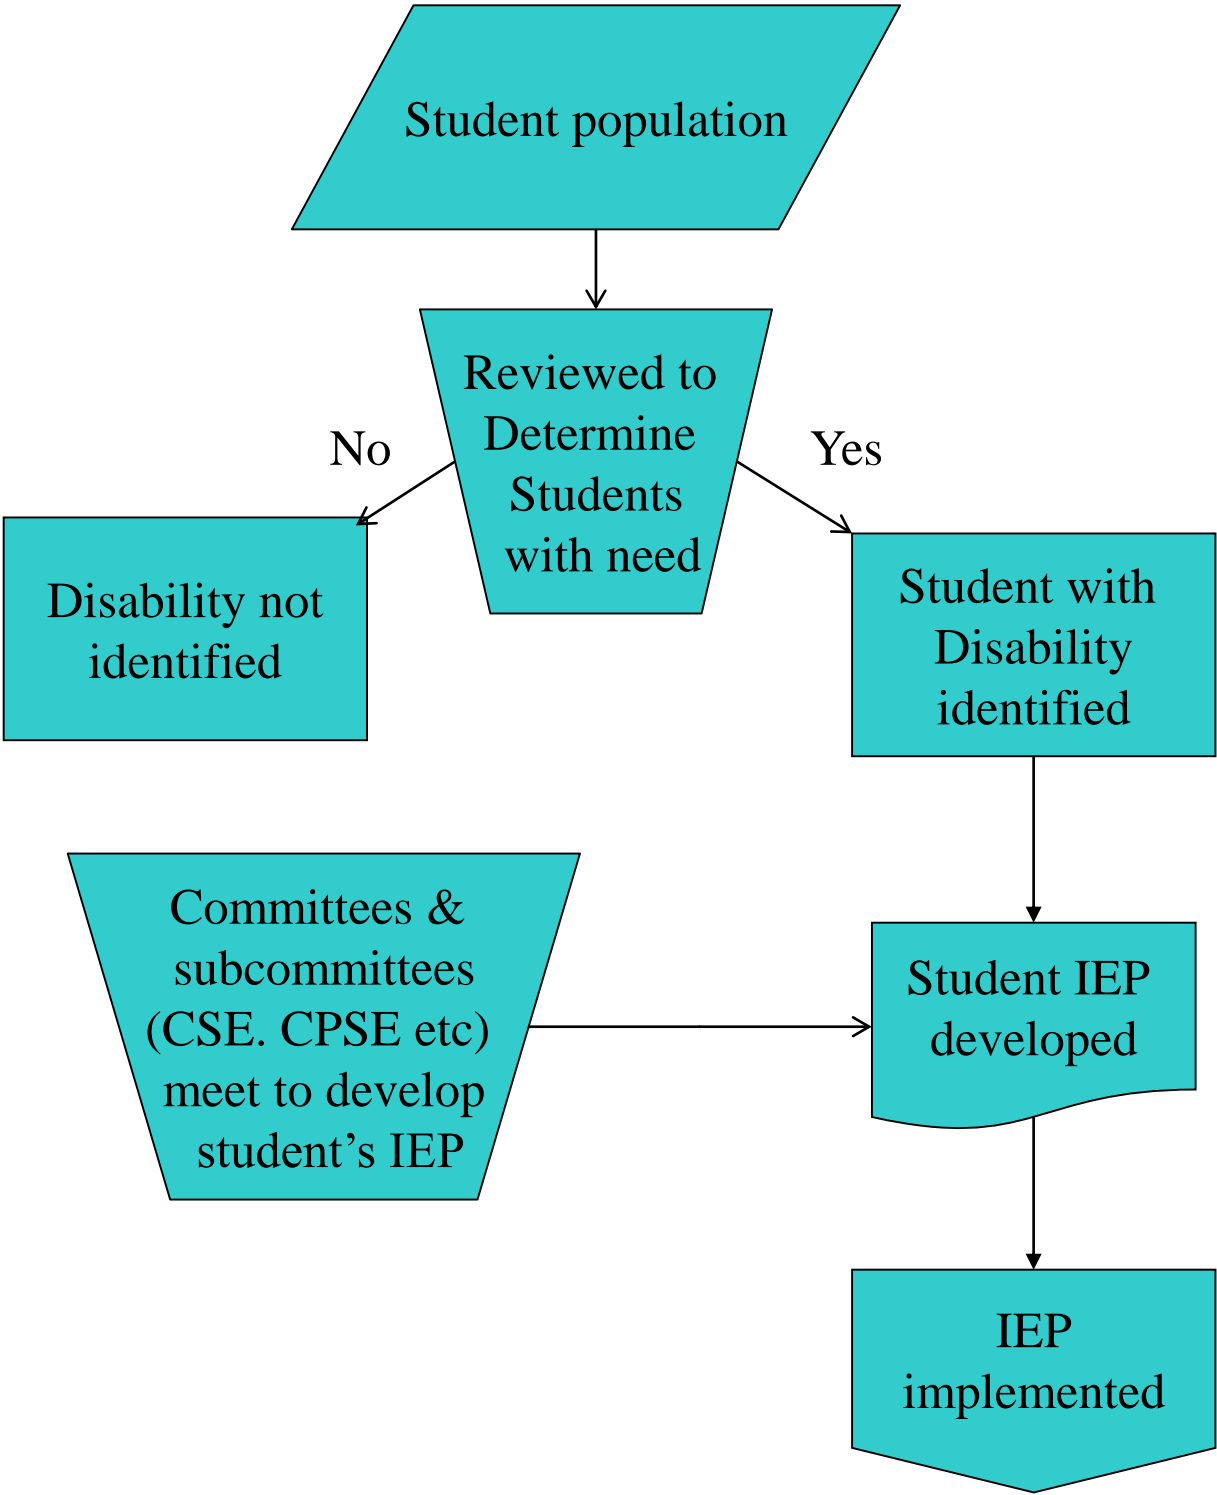 Student population
Reviewed to
Determine
Students
with need
No
Yes
Disability not
identified
Student with
Disability
identified
Committees &
subcommittees
(CSE. CPSE etc)
meet to develop
student’s IEP
Student IEP
developed
IEP
implemented